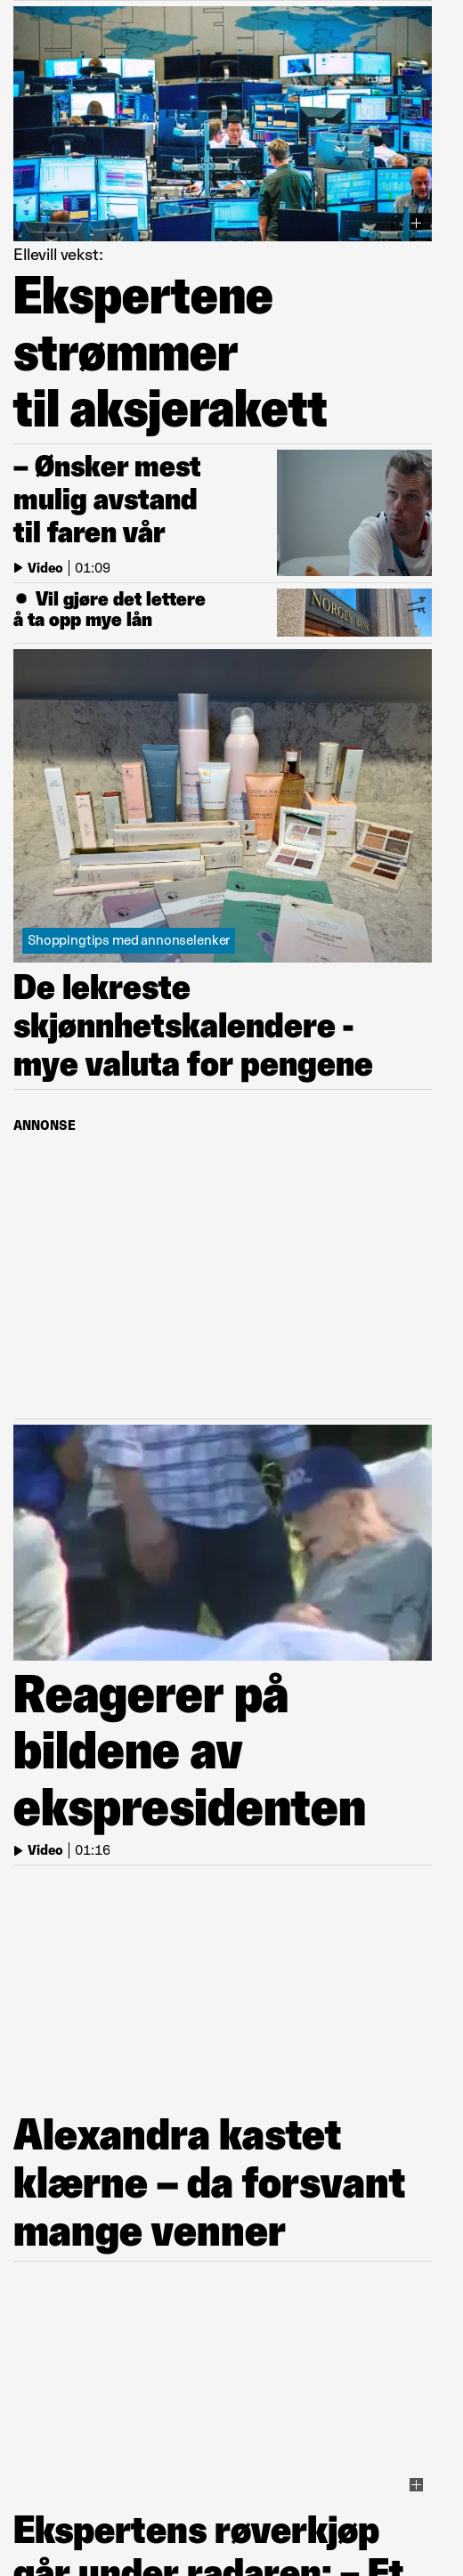 Ellevill vekst:
Ekspertene
strømmer
til aksjerakett
– Ønsker mest
mulig avstand
til faren vår
Video | 01:09
Vil gjøre det lettere
å ta opp mye lån
NORGES BANK
Shoppingtips med annonselenker
De lekreste
skjønnhetskalendere -
mye valuta for pengene
ANNONSE
Reagerer på
bildene av
ekspresidenten
Video | 01:16
Alexandra kastet
klærne – da forsvant
mange venner
Ekspertens røverkjøp
går under radaren: – Et